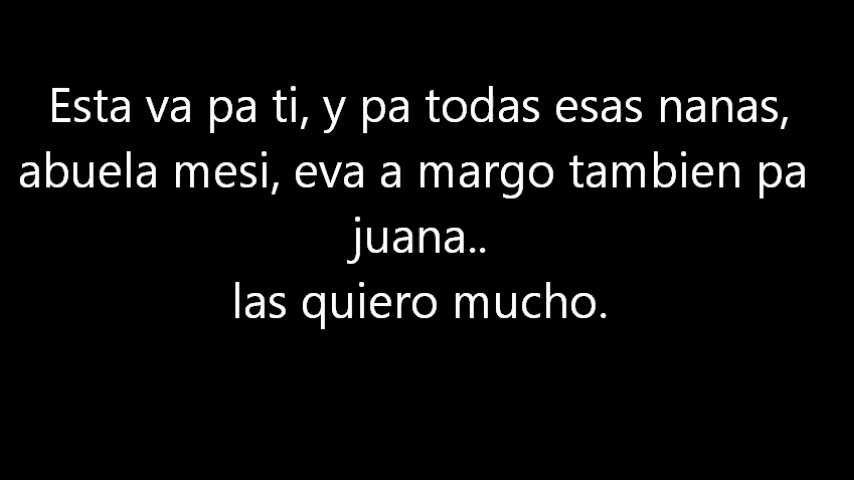 Esta va pa ti, y pa todas esas nanas,
abuela mesi, eva a margo tambien pa
juana..
las quiero mucho.